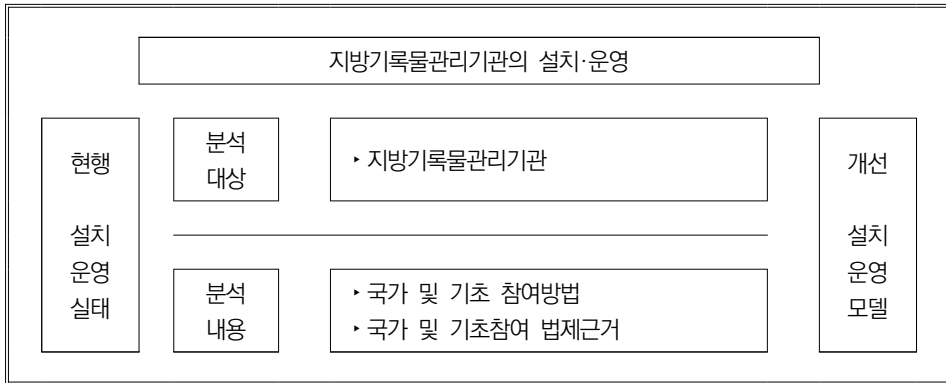 지방기록물관리기관의 설치·운영
현행
설치
운영
실태
분석
대상
‣지방기록물관리기관
분석
내용
‣국가 및 기초 참여방법
‣국가 및 기초참여 법제근거
개선
설치
운영
모델